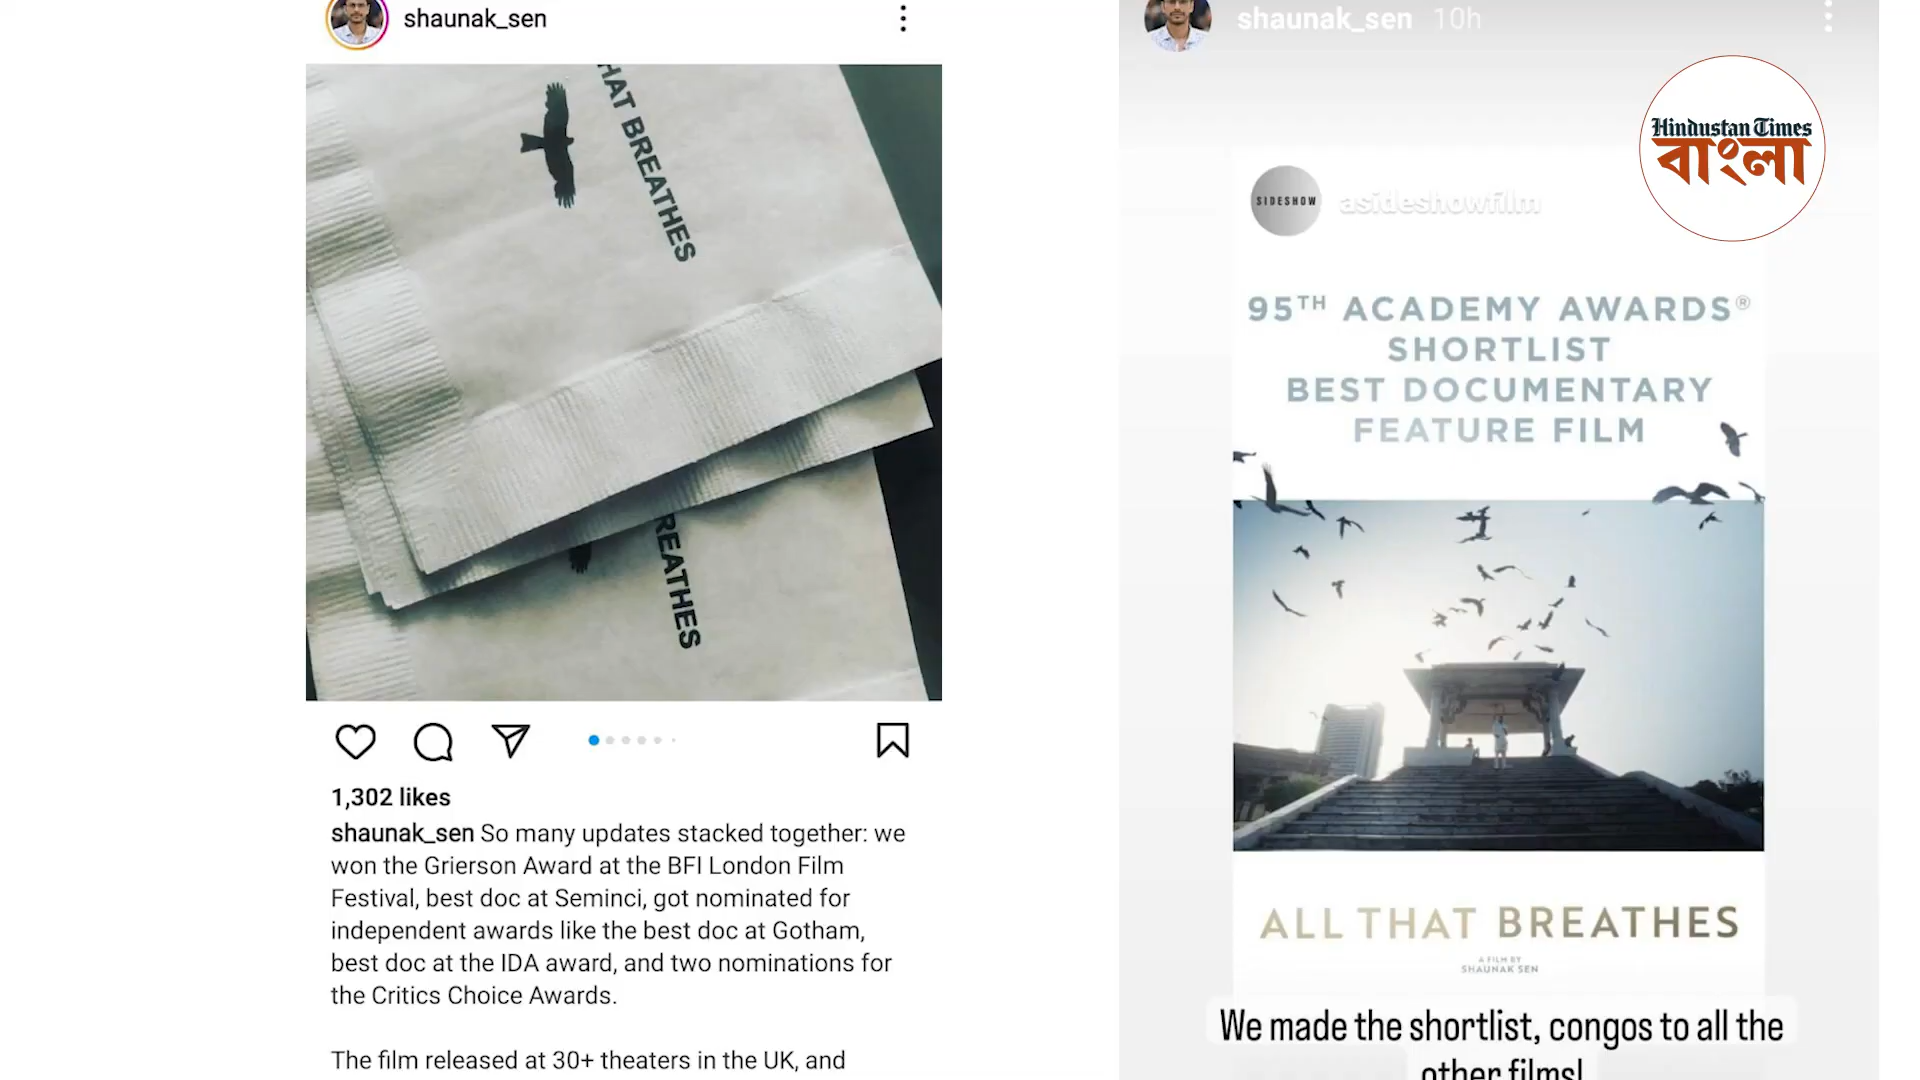 shaunak_sen
HAT BREATHES
REATHES
1,302 likes
shaunak_sen So many updates stacked together: we
won the Grierson Award at the BFI London Film
Festival, best doc at Seminci, got nominated for
independent awards like the best doc at Gotham,
best doc at the IDA award, and two nominations for
the Critics Choice Awards.
The film released at 30+ theaters in the UK, and
shaunak_sen 10h
Hindustan Times
বাংলা
SIDESHOW
asideshowfilm
95TH ACADEMY AWARDS®
SHORTLIST
BEST DOCUMENTARY
FEATURE FILM
ALL THAT BREATHES
A FILM BY
SHAUNAK SEN
We made the shortlist, congos to all the
other films!